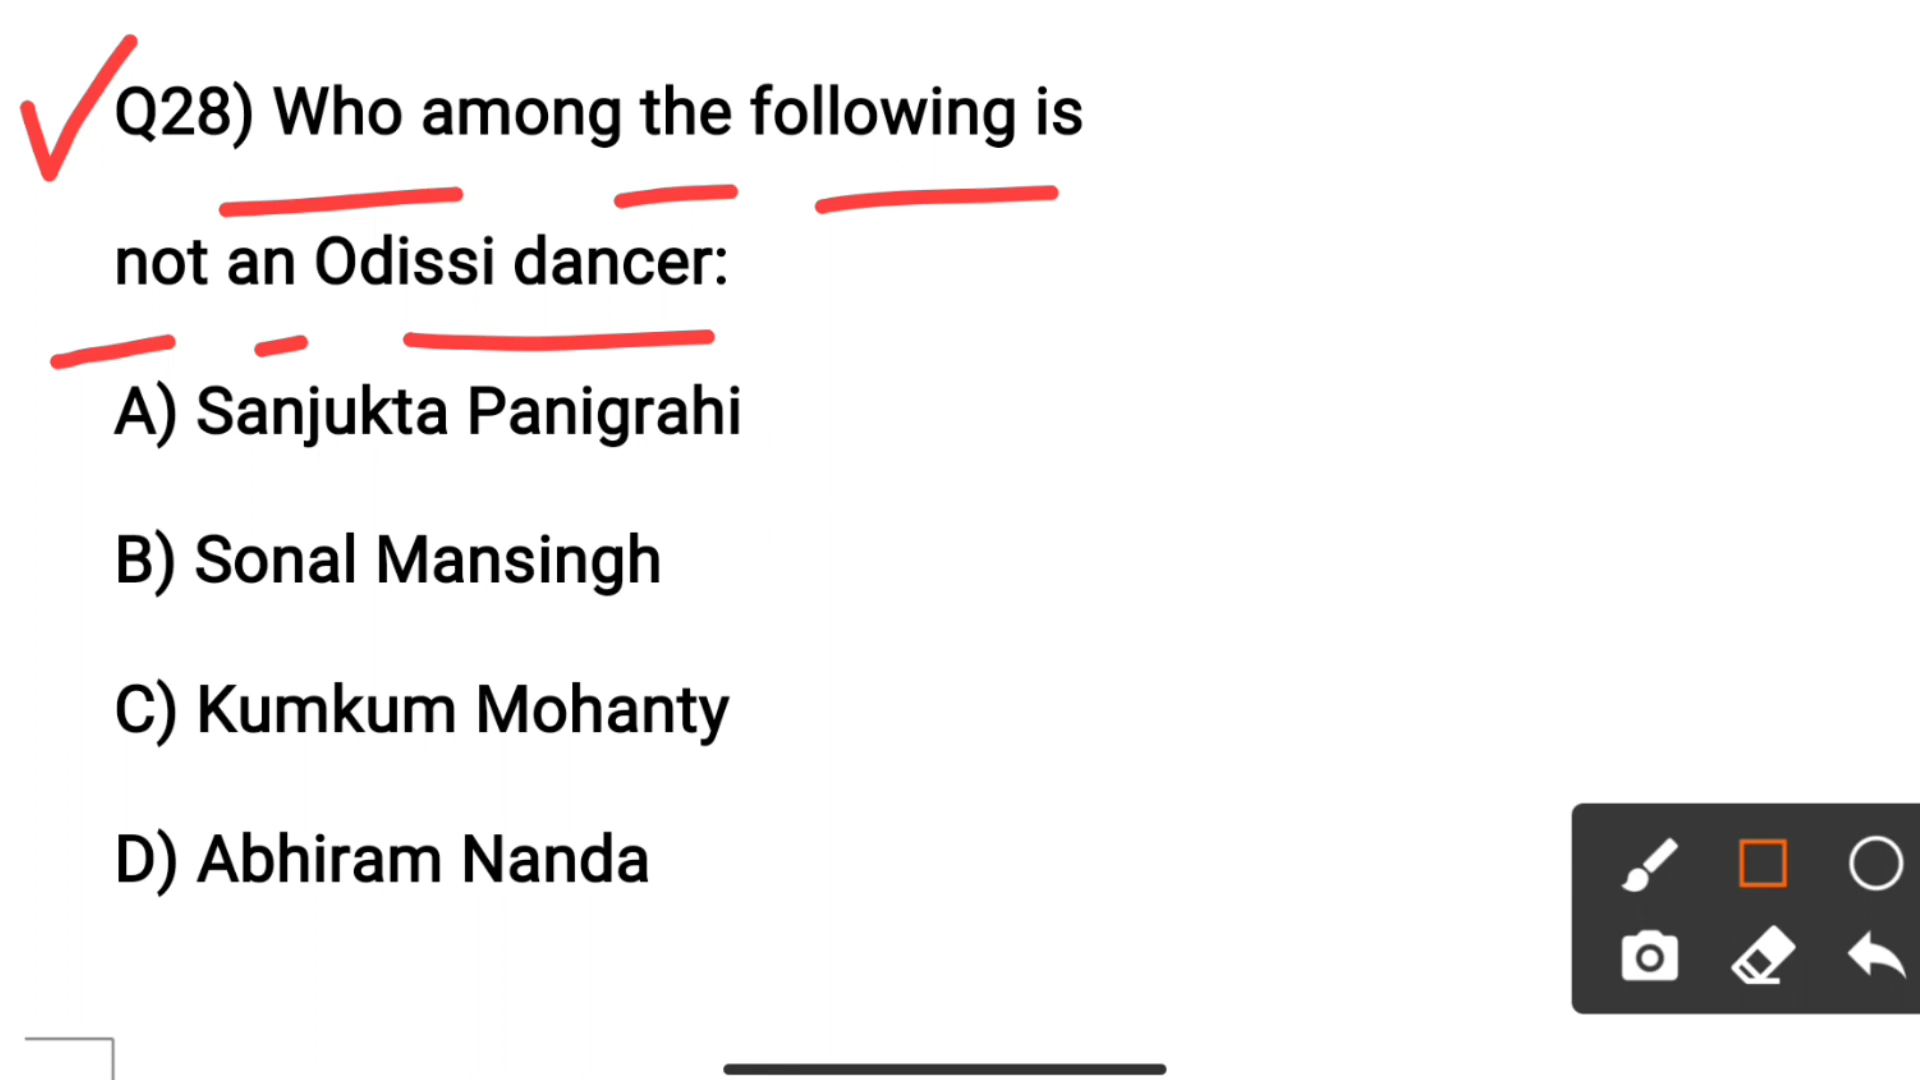 Q28) Who among the following is
not an Odissi dancer:
A) Sanjukta Panigrahi
B) Sonal Mansingh
C) Kumkum Mohanty
D) Abhiram Nanda